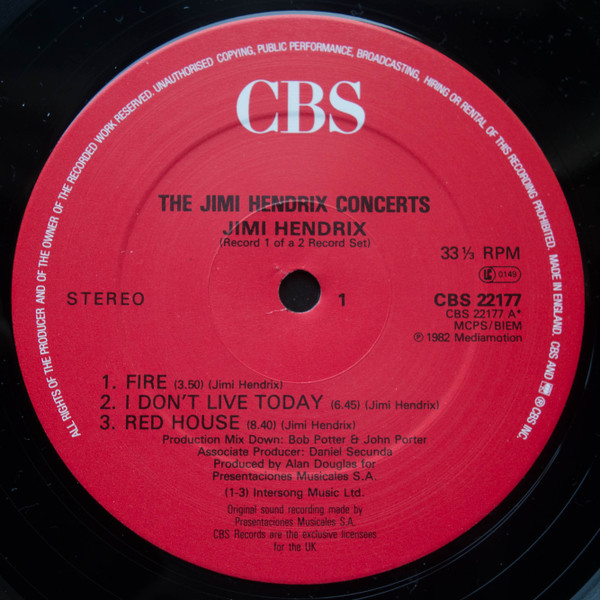 ALL RIGHTS OF THE PRODUCER AND OF THE OWNER OF THE RECORDED WORK RESERVED. UNAUTHORISED COPYING, PUBLIC PERFORMANCE, BROADCASTING, HIRING OR RENTAL OF THIS RECORDING PROHIBITED. MADE IN ENGLAND. CBS AND ® CBS INC.
CBS
THE JIMI HENDRIX CONCERTS
JIMI HENDRIX
(Record 1 of a 2 Record Set)
33⅓ RPM
LC 0149
STEREO
1
CBS 22177
CBS 22177 A*
MCPS/BIEM
℗ 1982 Mediamotion
1. FIRE (3.50) (Jimi Hendrix)
2. I DON'T LIVE TODAY (6.45) (Jimi Hendrix)
3. RED HOUSE (8.40) (Jimi Hendrix)
Production Mix Down: Bob Potter & John Porter
Associate Producer: Daniel Secunda
Produced by Alan Douglas for
Presentaciones Musicales S.A.
(1-3) Intersong Music Ltd.
Original sound recording made by
Presentaciones Musicales S.A.
CBS Records are the exclusive licensees
for the UK